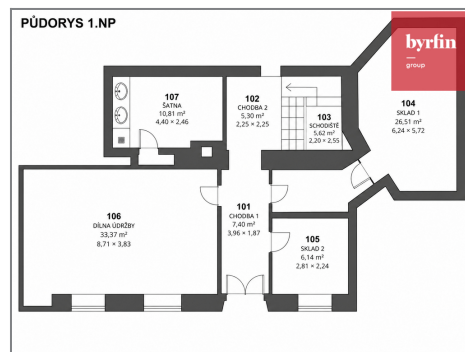 PŮDORYS 1.NP
byrfin
group
107
ŠATNA
10,81 m²
4,40 × 2,46
102
CHODBA 2
5,30 m²
2,25 × 2,25
103
SCHODIŠTĚ
5,62 m²
2,20 × 2,55
104
SKLAD 1
26,51 m²
6,24 × 5,72
106
DÍLNA ÚDRŽBY
33,37 m²
8,71 × 3,83
101
CHODBA 1
7,40 m²
3,96 × 1,87
105
SKLAD 2
6,14 m²
2,81 × 2,24